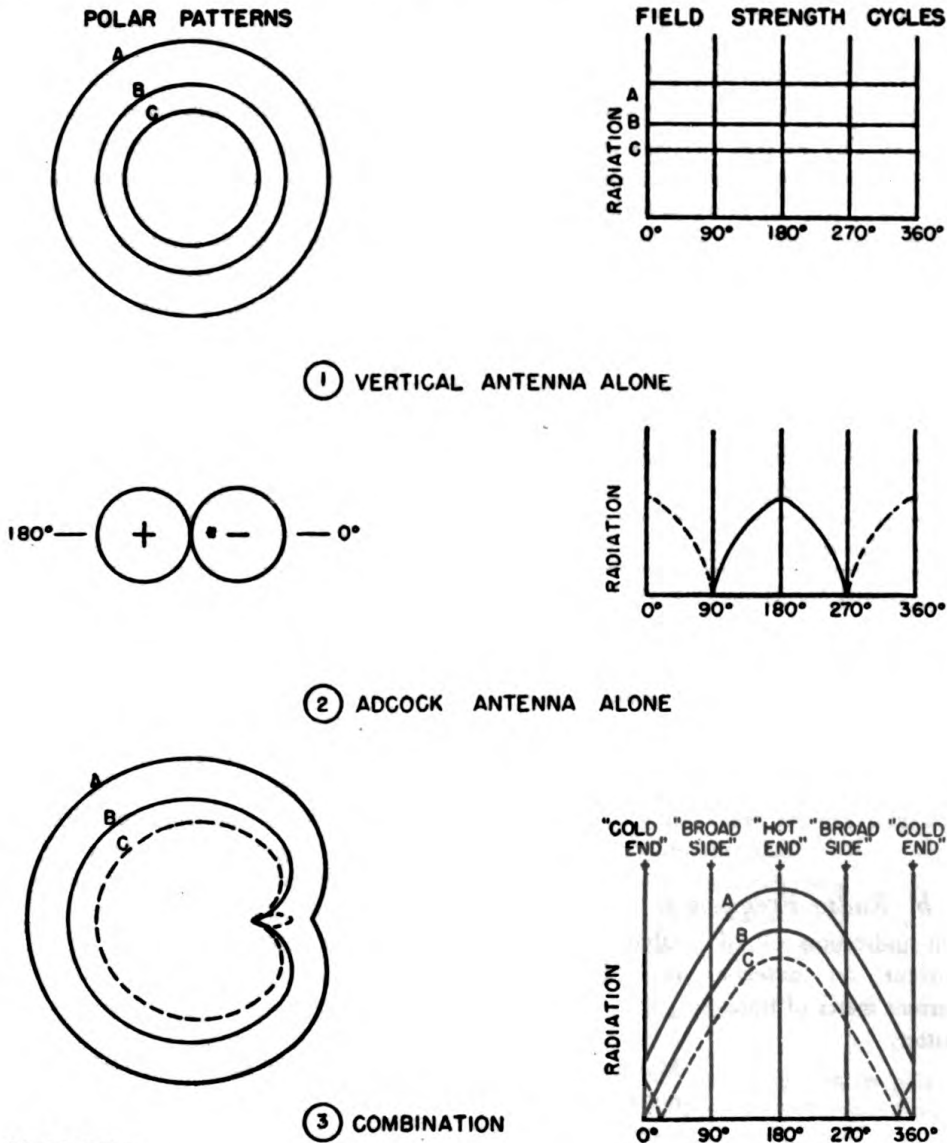 POLAR PATTERNS
FIELD STRENGTH CYCLES
A
B
C
RADIATION
A
B
C
0° 90° 180° 270° 360°
1 VERTICAL ANTENNA ALONE
180° + - 0°
RADIATION
0° 90° 180° 270° 360°
2 ADCOCK ANTENNA ALONE
A
B
C
"COLD "BROAD "HOT "BROAD "COLD
END" SIDE" END" SIDE" END"
A
B
C
RADIATION
0° 90° 180° 270° 360°
3 COMBINATION